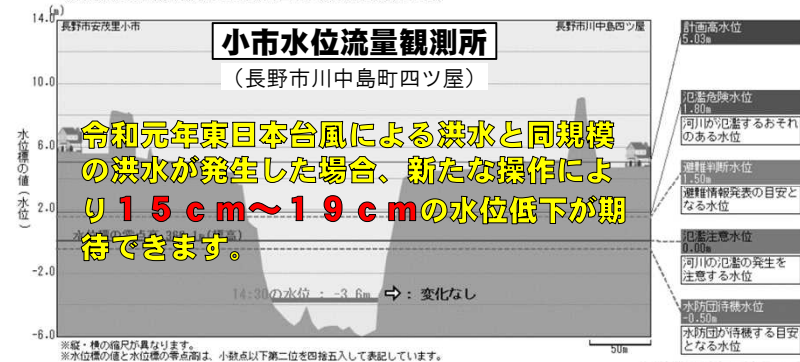 (m)
14.0
10.0
6.0
2.0
-2.0
-6.0
水位標の値(水位)
長野市安茂里小市
長野市川中島四ツ屋
小市水位流量観測所
(長野市川中島町四ツ屋)
令和元年東日本台風による洪水と同規模
の洪水が発生した場合、新たな操作によ
り15cm~19cmの水位低下が期
待できます。
14:30の水位 : -3.6m
: 変化なし
50m
※縦・横の縮尺が異なります。
※水位標の値と水位標の零点高は、小数点以下第二位を四捨五入して表記しています。
計画高水位
5.03m
氾濫危険水位
1.80m
河川が氾濫するおそれ
のある水位
避難判断水位
1.50m
避難情報発表の目安と
なる水位
氾濫注意水位
0.00m
河川の氾濫の発生を
注意する水位
水防団待機水位
-0.50m
水防団が待機する目安
となる水位